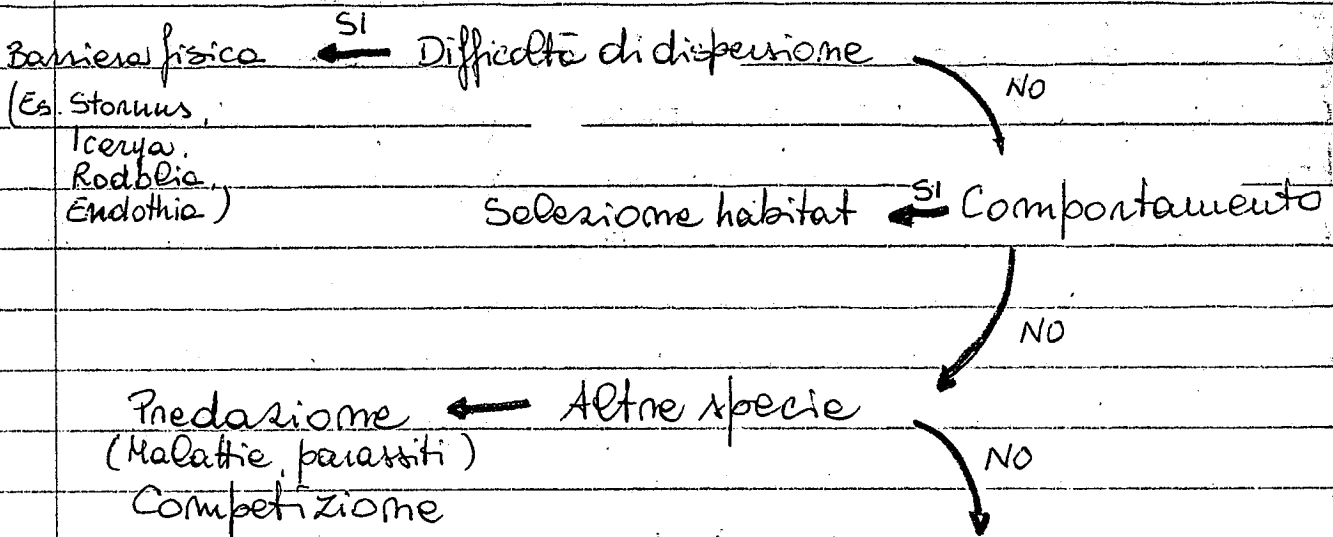 SI
Barriera fisica ← Difficoltà di dispersione
NO
(Es. Stornus,
Icerya,
Rodolia,
Endothia)
Selezione habitat ← SI Comportamento
NO
Predazione ← Altre specie
(Malattie, parassiti)
NO
Competizione